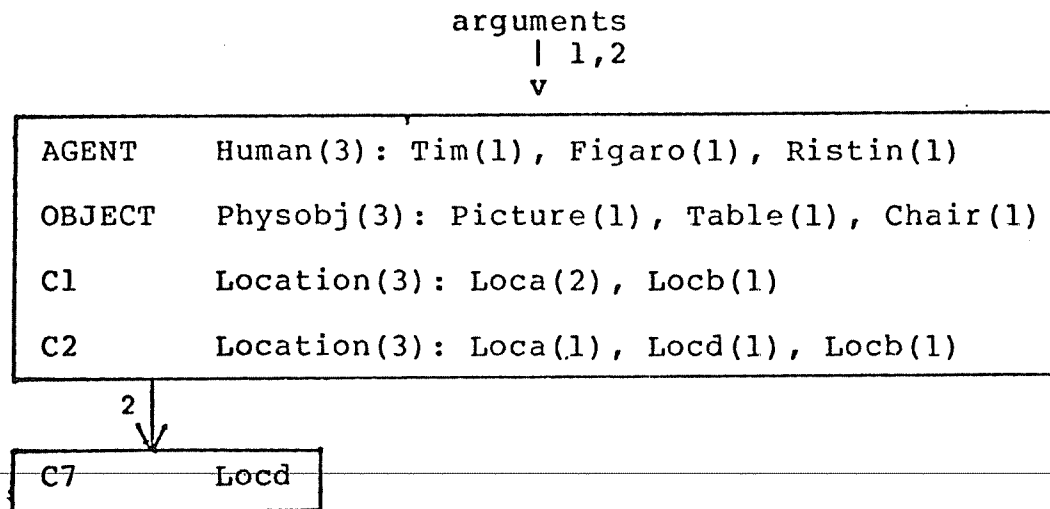 arguments
| 1,2
v
AGENT Human(3): Tim(1), Figaro(1), Ristin(1)
OBJECT Physobj(3): Picture(1), Table(1), Chair(1)
C1 Location(3): Loca(2), Locb(1)
C2 Location(3): Loca(1), Locd(1), Locb(1)
2
C7 Locd